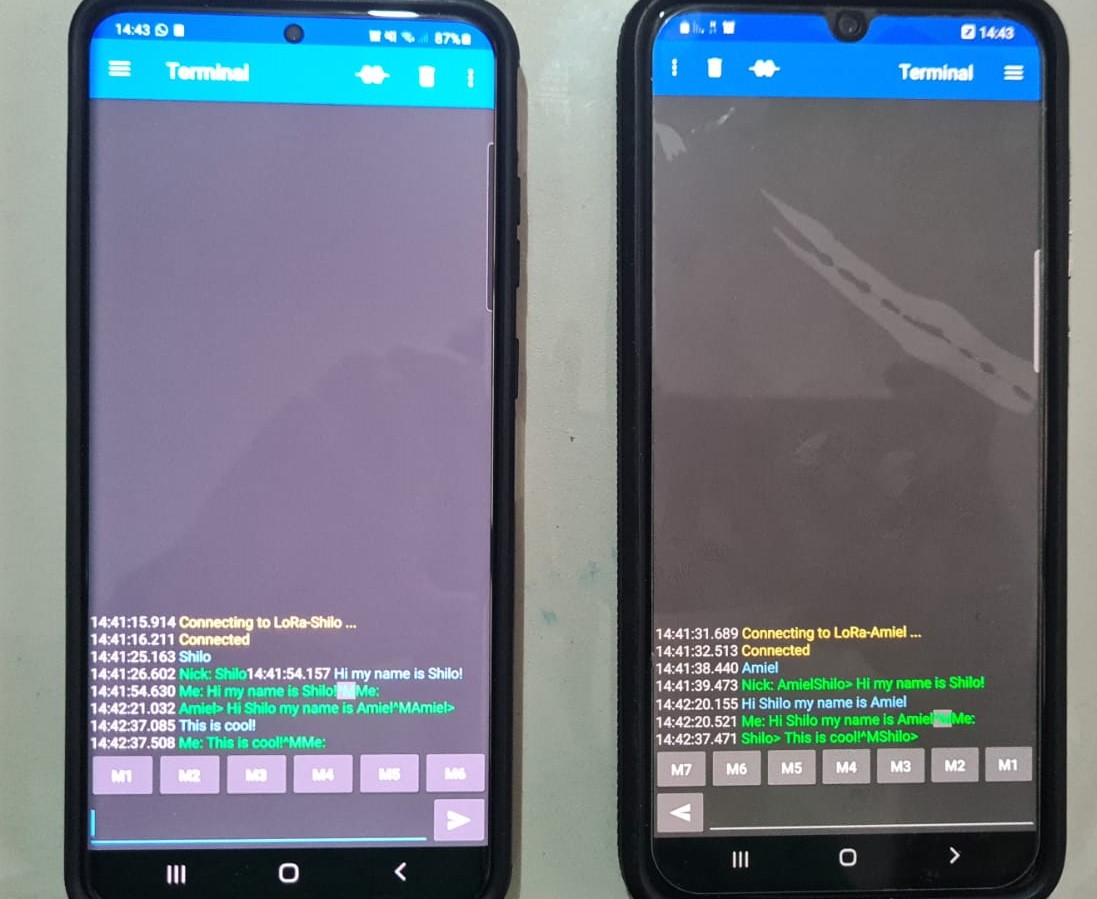 14:43 87%
Terminal
14:41:15.914 Connecting to LoRa-Shilo ...
14:41:16.211 Connected
14:41:25.163 Shilo
14:41:26.602 Nick: Shilo14:41:54.157 Hi my name is Shilo!
14:41:54.630 Me: Hi my name is Shilo!^MMe:
14:42:21.032 Amiel> Hi Shilo my name is Amiel^MAmiel>
14:42:37.085 This is cool!
14:42:37.508 Me: This is cool!^MMe:
M1 M2 M3 M4 M5 M6
14:43
Terminal
14:41:31.689 Connecting to LoRa-Amiel ...
14:41:32.513 Connected
14:41:38.440 Amiel
14:41:39.473 Nick: AmielShilo> Hi my name is Shilo!
14:42:20.155 Hi Shilo my name is Amiel
14:42:20.521 Me: Hi Shilo my name is Amiel^MMe:
14:42:37.471 Shilo> This is cool!^MShilo>
M7 M6 M5 M4 M3 M2 M1